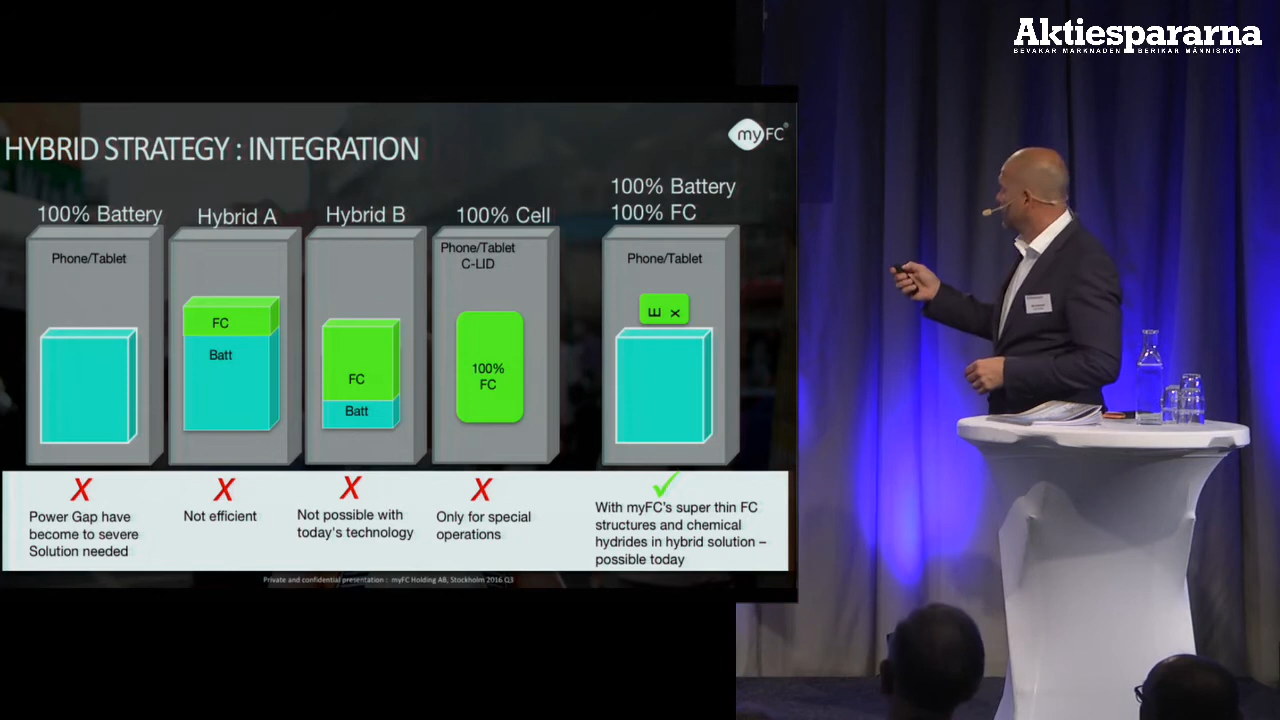 Aktiespararna
BEVAKAR MARKNADEN BERIKAR MÄNNISKOR
myFC®
HYBRID STRATEGY : INTEGRATION
100% Battery
Hybrid A
Hybrid B
100% Cell
100% Battery
100% FC
Phone/Tablet
FC
Batt
FC
Batt
Phone/Tablet
C-LID
100%
FC
Phone/Tablet
E X
X
Power Gap have
become to severe
Solution needed
X
Not efficient
X
Not possible with
today's technology
X
Only for special
operations
✓
With myFC's super thin FC
structures and chemical
hydrides in hybrid solution –
possible today
Private and confidential presentation : myFC Holding AB, Stockholm 2016 Q3